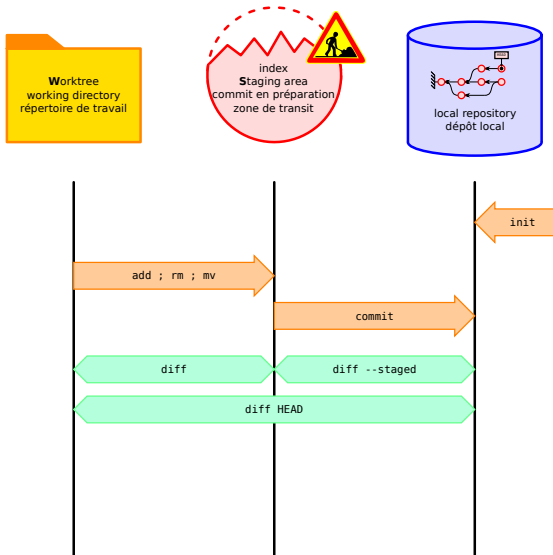 Worktree
working directory
répertoire de travail
index
Staging area
commit en préparation
zone de transit
local repository
dépôt local
init
add ; rm ; mv
commit
diff
diff --staged
diff HEAD